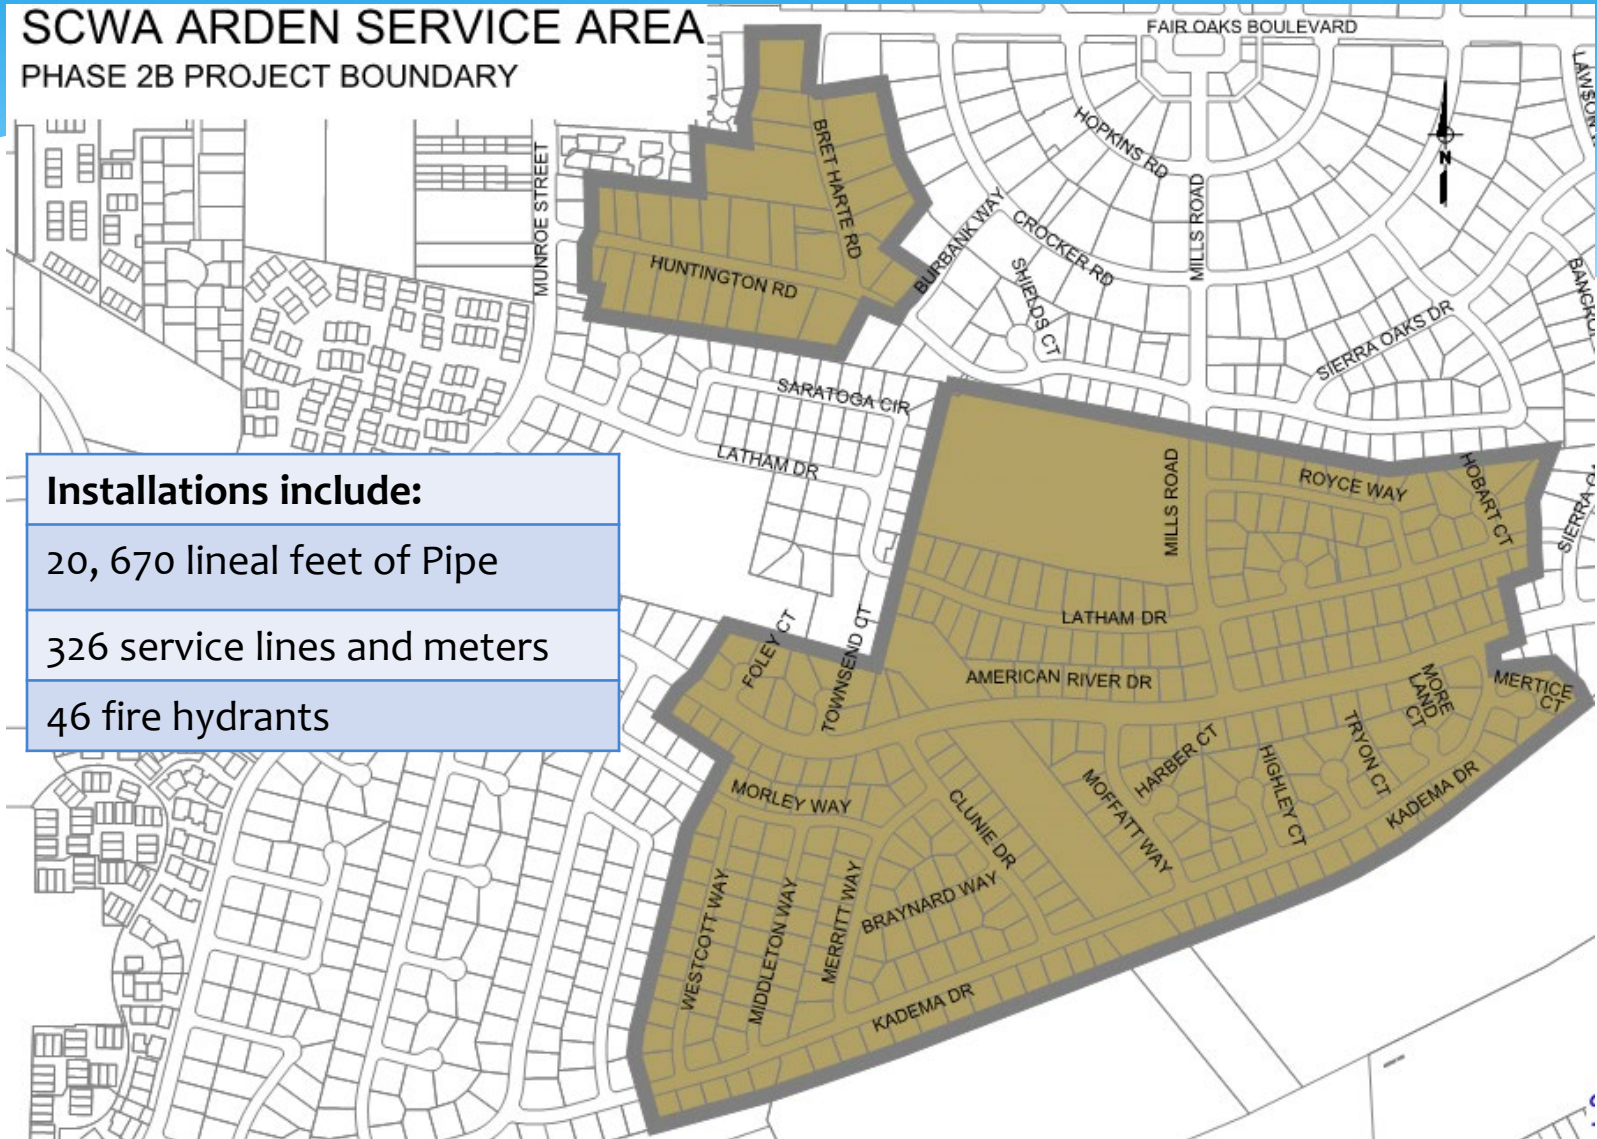 SCWA ARDEN SERVICE AREA
PHASE 2B PROJECT BOUNDARY
FAIR OAKS BOULEVARD
MUNROE STREET
BRET HARTE RD
HUNTINGTON RD
BURBANK WAY
HOPKINS RD
CROCKER RD
SHIELDS CT
MILLS ROAD
N
SIERRA OAKS DR
SARATOGA CIR
LATHAM DR
Installations include:
20, 670 lineal feet of Pipe
326 service lines and meters
46 fire hydrants
MILLS ROAD
ROYCE WAY
HOBART CT
SIERRA
LATHAM DR
AMERICAN RIVER DR
FOLEY CT
TOWNSEND CT
MORE
LAND
CT
MERTICE
CT
TRYON CT
HARBER CT
HIGHLEY CT
MOFFATT WAY
KADEMA DR
MORLEY WAY
CLUNIE DR
BRAYNARD WAY
WESTCOTT WAY
MIDDLETON WAY
MERRITT WAY
KADEMA DR